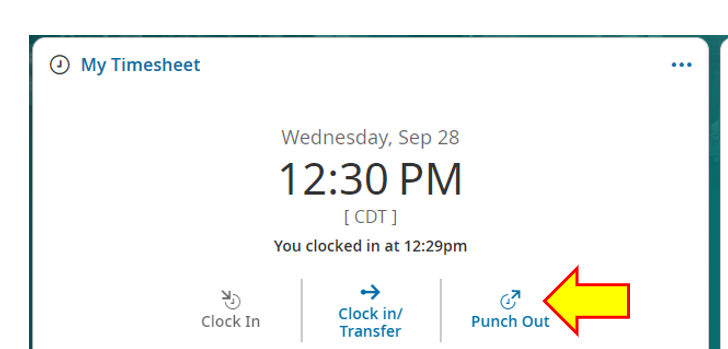 My Timesheet
Wednesday, Sep 28
12:30 PM
[ CDT ]
You clocked in at 12:29pm
Clock In
Clock in/
Transfer
Punch Out